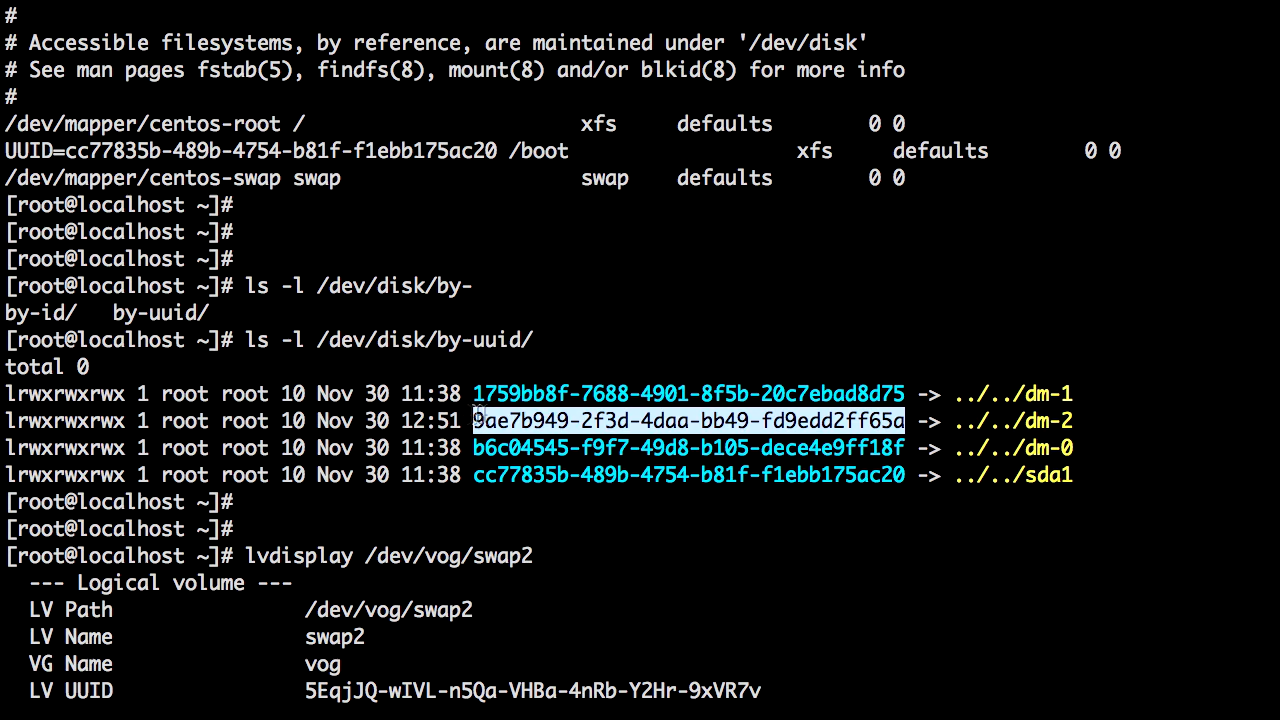 #
# Accessible filesystems, by reference, are maintained under '/dev/disk'
# See man pages fstab(5), findfs(8), mount(8) and/or blkid(8) for more info
#
/dev/mapper/centos-root / xfs defaults 0 0
UUID=cc77835b-489b-4754-b81f-f1ebb175ac20 /boot xfs defaults 0 0
/dev/mapper/centos-swap swap swap defaults 0 0
[root@localhost ~]#
[root@localhost ~]#
[root@localhost ~]#
[root@localhost ~]# ls -l /dev/disk/by-
by-id/ by-uuid/
[root@localhost ~]# ls -l /dev/disk/by-uuid/
total 0
lrwxrwxrwx 1 root root 10 Nov 30 11:38 1759bb8f-7688-4901-8f5b-20c7ebad8d75 -> ../../dm-1
lrwxrwxrwx 1 root root 10 Nov 30 12:51 9ae7b949-2f3d-4daa-bb49-fd9edd2ff65a -> ../../dm-2
lrwxrwxrwx 1 root root 10 Nov 30 11:38 b6c04545-f9f7-49d8-b105-dece4e9ff18f -> ../../dm-0
lrwxrwxrwx 1 root root 10 Nov 30 11:38 cc77835b-489b-4754-b81f-f1ebb175ac20 -> ../../sda1
[root@localhost ~]#
[root@localhost ~]#
[root@localhost ~]# lvdisplay /dev/vog/swap2
--- Logical volume ---
LV Path /dev/vog/swap2
LV Name swap2
VG Name vog
LV UUID 5EqjJQ-wIVL-n5Qa-VHBa-4nRb-Y2Hr-9xVR7v